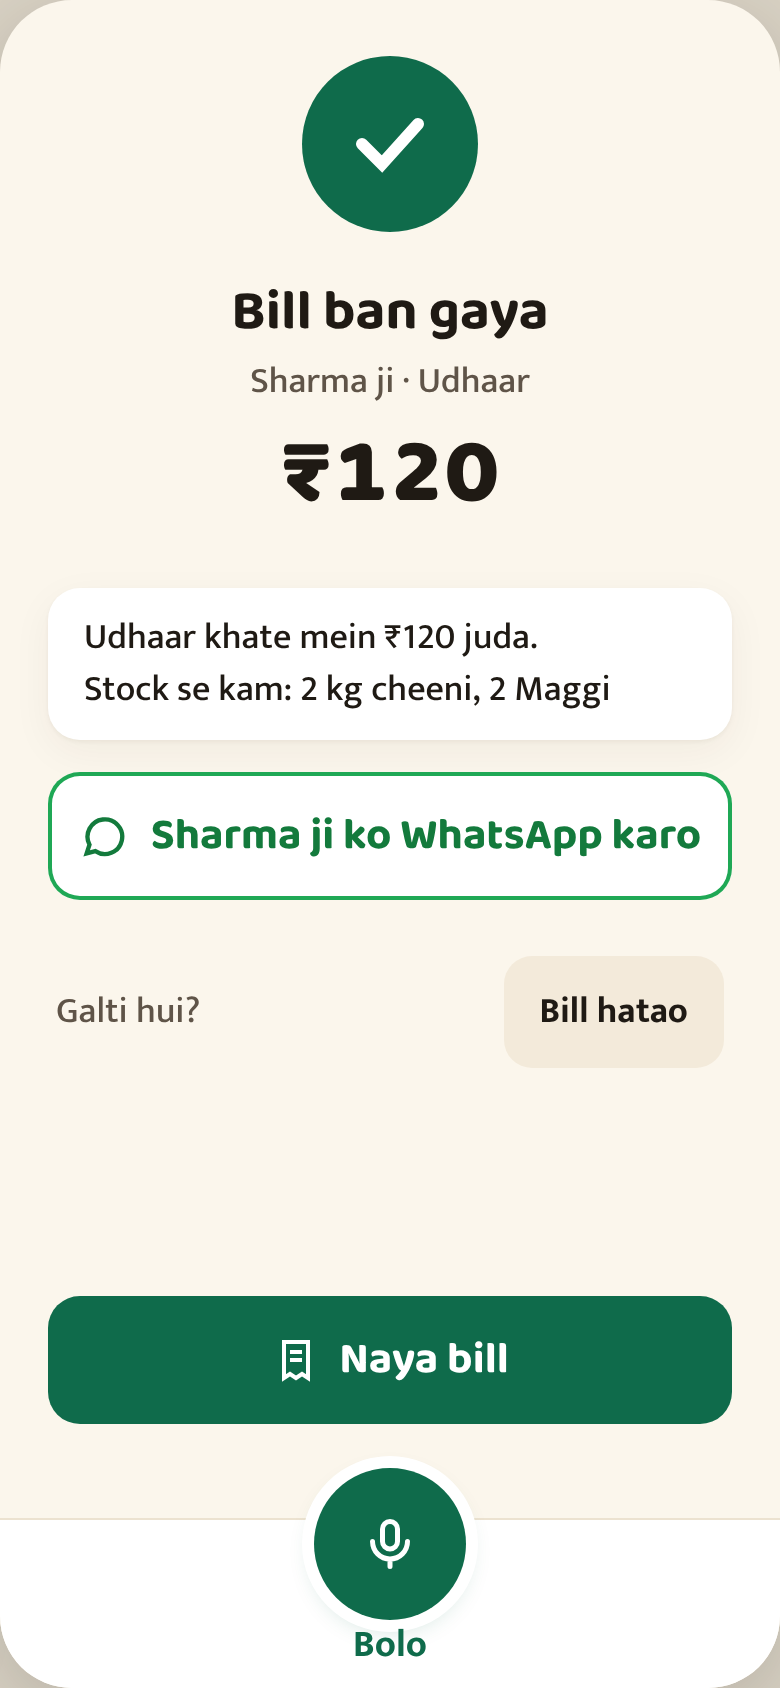 Bill ban gaya
Sharma ji · Udhaar
₹120
Udhaar khate mein ₹120 juda.
Stock se kam: 2 kg cheeni, 2 Maggi
Sharma ji ko WhatsApp karo
Galti hui?
Bill hatao
Naya bill
Bolo